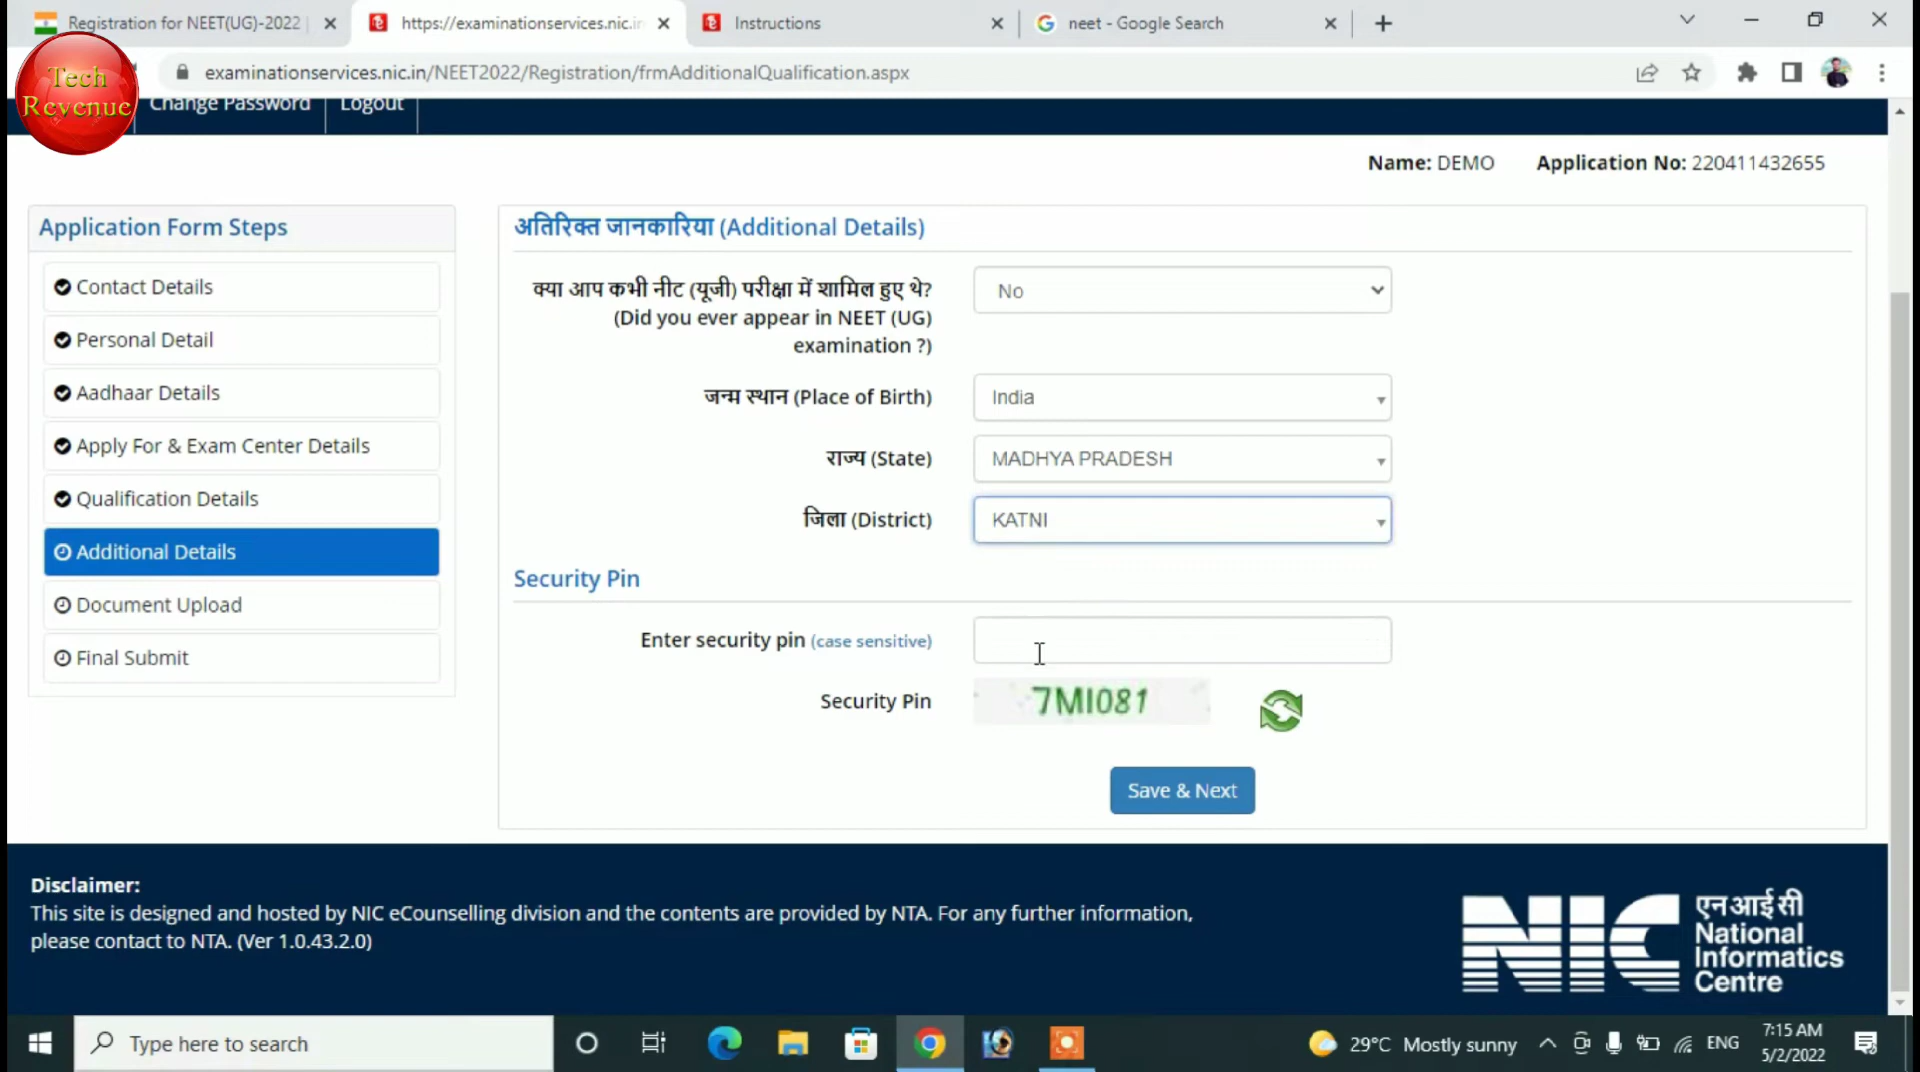 Registration for NEET(UG)-2022 |
https://examinationservices.nic.in
Instructions
neet - Google Search
examinationservices.nic.in/NEET2022/Registration/frmAdditionalQualification.aspx
Tech
Revenue
Change Password
Logout
Name: DEMO
Application No: 220411432655
Application Form Steps
Contact Details
Personal Detail
Aadhaar Details
Apply For & Exam Center Details
Qualification Details
Additional Details
Document Upload
Final Submit
अतिरिक्त जानकारिया (Additional Details)
क्या आप कभी नीट (यूजी) परीक्षा में शामिल हुए थे?
(Did you ever appear in NEET (UG)
examination ?)
No
जन्म स्थान (Place of Birth)
India
राज्य (State)
MADHYA PRADESH
जिला (District)
KATNI
Security Pin
Enter security pin (case sensitive)
Security Pin
7MI081
Save & Next
Disclaimer:
This site is designed and hosted by NIC eCounselling division and the contents are provided by NTA. For any further information,
please contact to NTA. (Ver 1.0.43.2.0)
NIC
एन आई सी
National
Informatics
Centre
Type here to search
29°C Mostly sunny
ENG
7:15 AM
5/2/2022